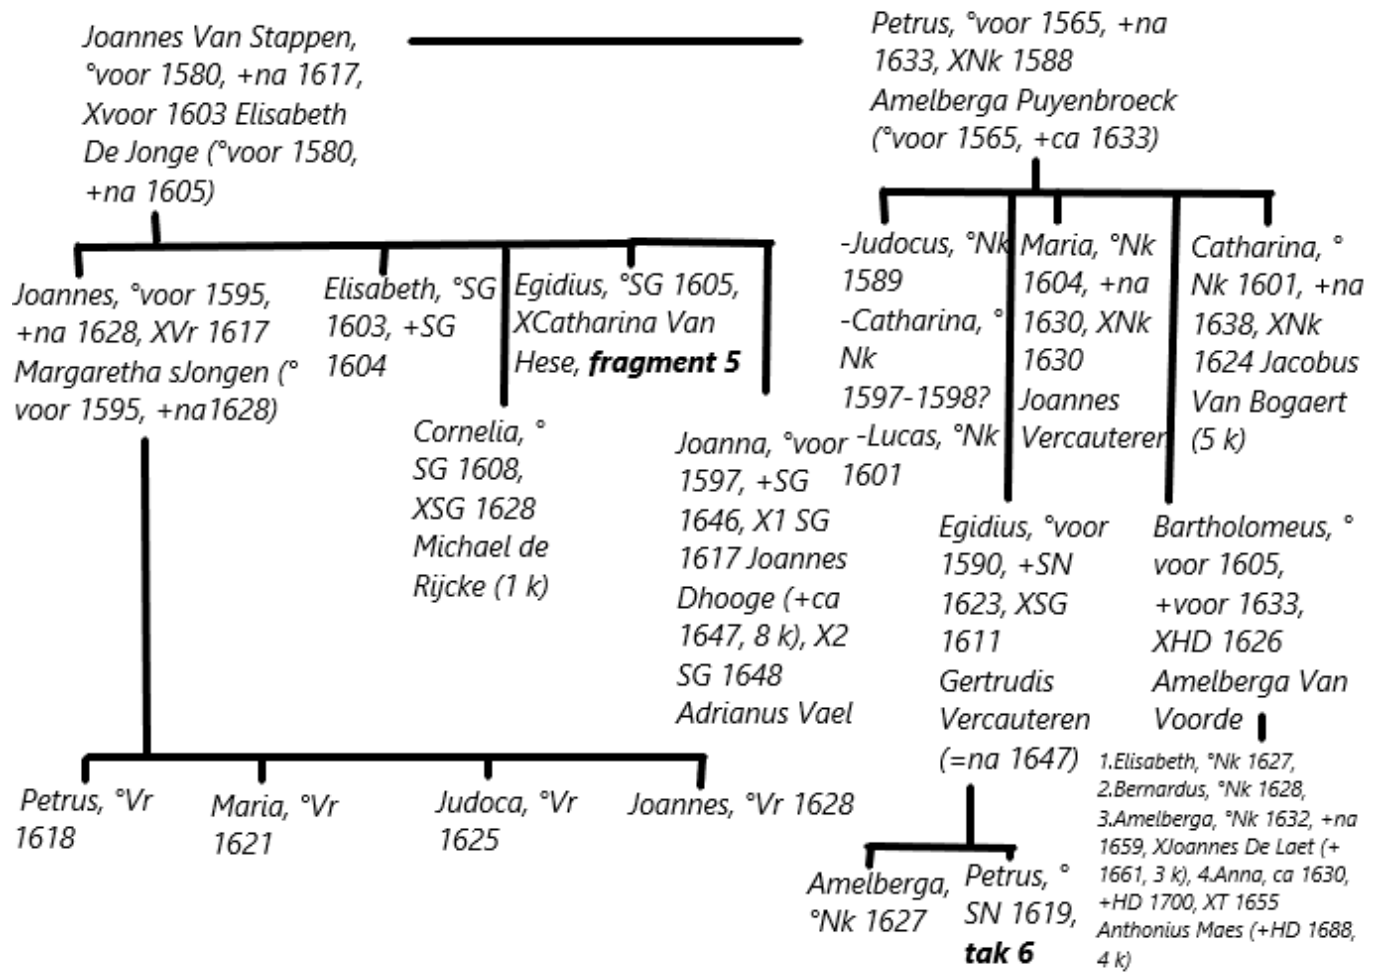 Joannes Van Stappen,
°voor 1580, +na 1617,
Xvoor 1603 Elisabeth
De Jonge (°voor 1580,
+na 1605)
Petrus, °voor 1565, +na
1633, XNk 1588
Amelberga Puyenbroeck
(°voor 1565, +ca 1633)
Joannes, °voor 1595,
+na 1628, XVr 1617
Margaretha sJongen (°
voor 1595, +na1628)
Elisabeth, °SG
1603, +SG
1604
Egidius, °SG 1605,
XCatharina Van
Hese, fragment 5
Cornelia, °
SG 1608,
XSG 1628
Michael de
Rijcke (1 k)
Joanna, °voor
1597, +SG
1646, X1 SG
1617 Joannes
Dhooge (+ca
1647, 8 k), X2
SG 1648
Adrianus Vael
-Judocus, °Nk
1589
-Catharina, °
Nk
1597-1598?
-Lucas, °Nk
1601
Maria, °Nk
1604, +na
1630, XNk
1630
Joannes
Vercauteren
Catharina, °
Nk 1601, +na
1638, XNk
1624 Jacobus
Van Bogaert
(5 k)
Egidius, °voor
1590, +SN
1623, XSG
1611
Gertrudis
Vercauteren
(=na 1647)
Bartholomeus, °
voor 1605,
+voor 1633,
XHD 1626
Amelberga Van
Voorde
Petrus, °Vr
1618
Maria, °Vr
1621
Judoca, °Vr
1625
Joannes, °Vr 1628
Amelberga,
°Nk 1627
Petrus, °
SN 1619,
tak 6
1.Elisabeth, °Nk 1627,
2.Bernardus, °Nk 1628,
3.Amelberga, °Nk 1632, +na
1659, XJoannes De Laet (+
1661, 3 k), 4.Anna, ca 1630,
+HD 1700, XT 1655
Anthonius Maes (+HD 1688,
4 k)